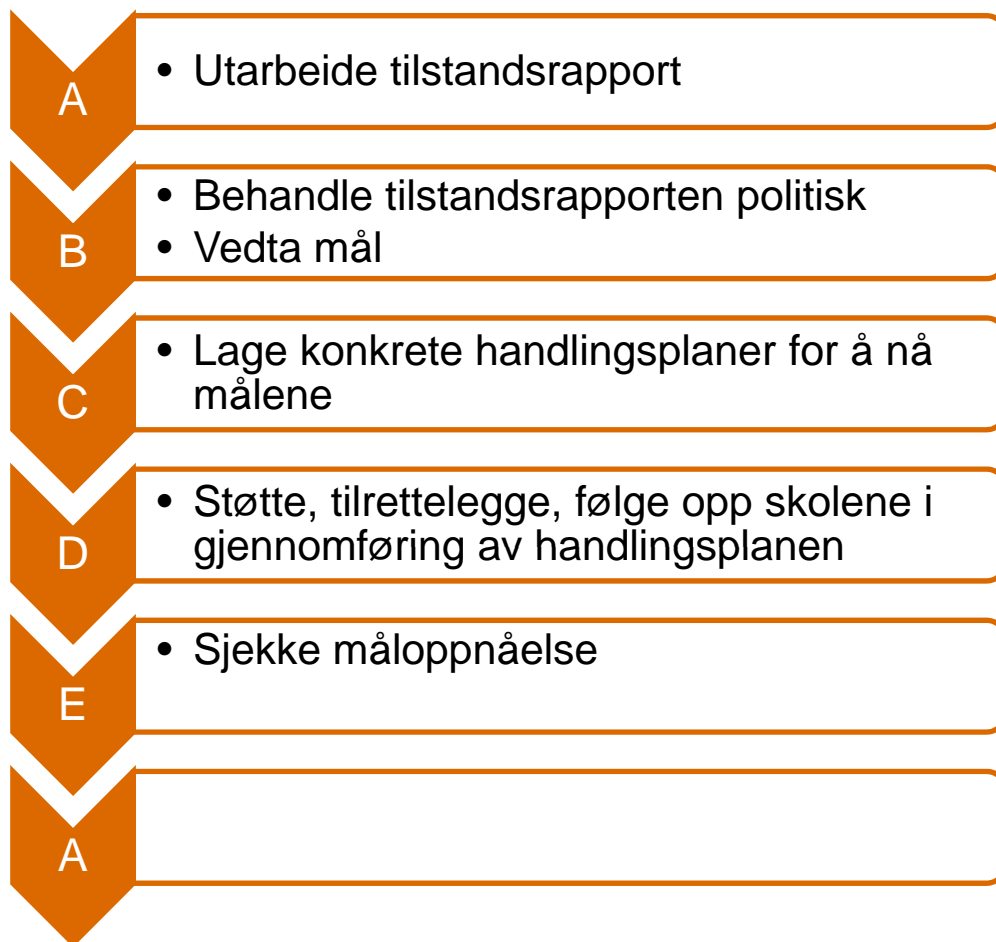 A
• Utarbeide tilstandsrapport
B
• Behandle tilstandsrapporten politisk
• Vedta mål
C
• Lage konkrete handlingsplaner for å nå
målene
D
• Støtte, tilrettelegge, følge opp skolene i
gjennomføring av handlingsplanen
E
• Sjekke måloppnåelse
A